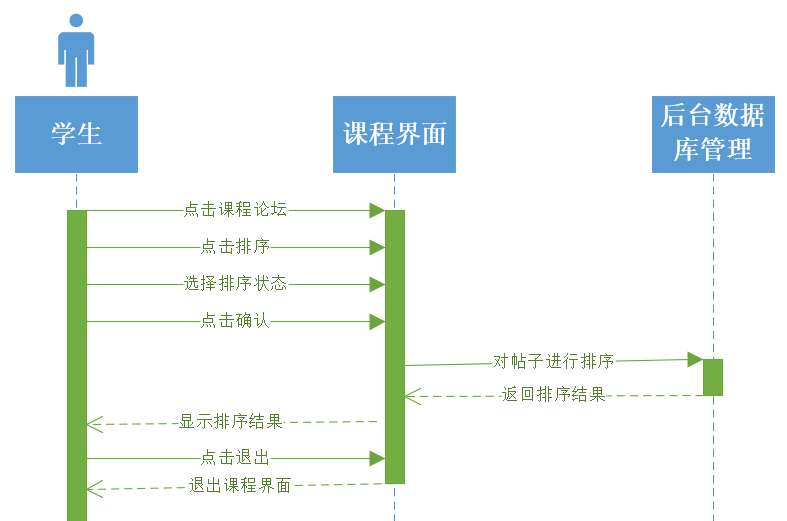 学生
课程界面
后台数据
库管理
点击课程论坛
点击排序
选择排序状态
点击确认
对帖子进行排序
返回排序结果
显示排序结果
点击退出
退出课程界面